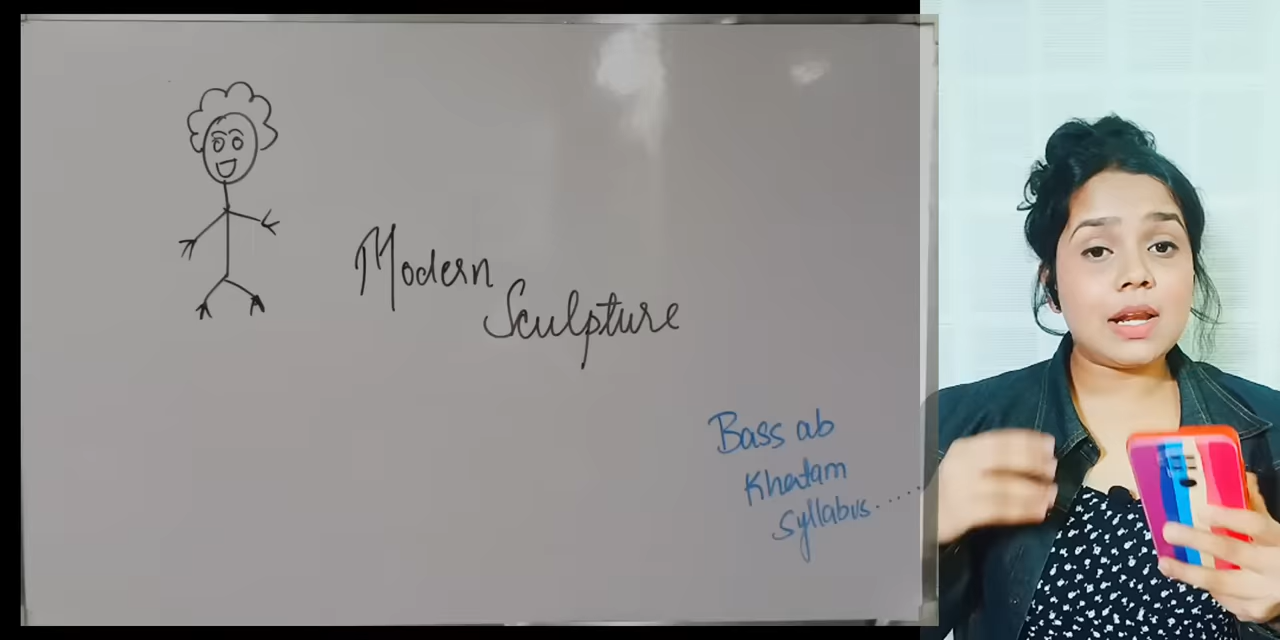 Modern
Sculpture
Bass ab
Khatam
syllabus.....